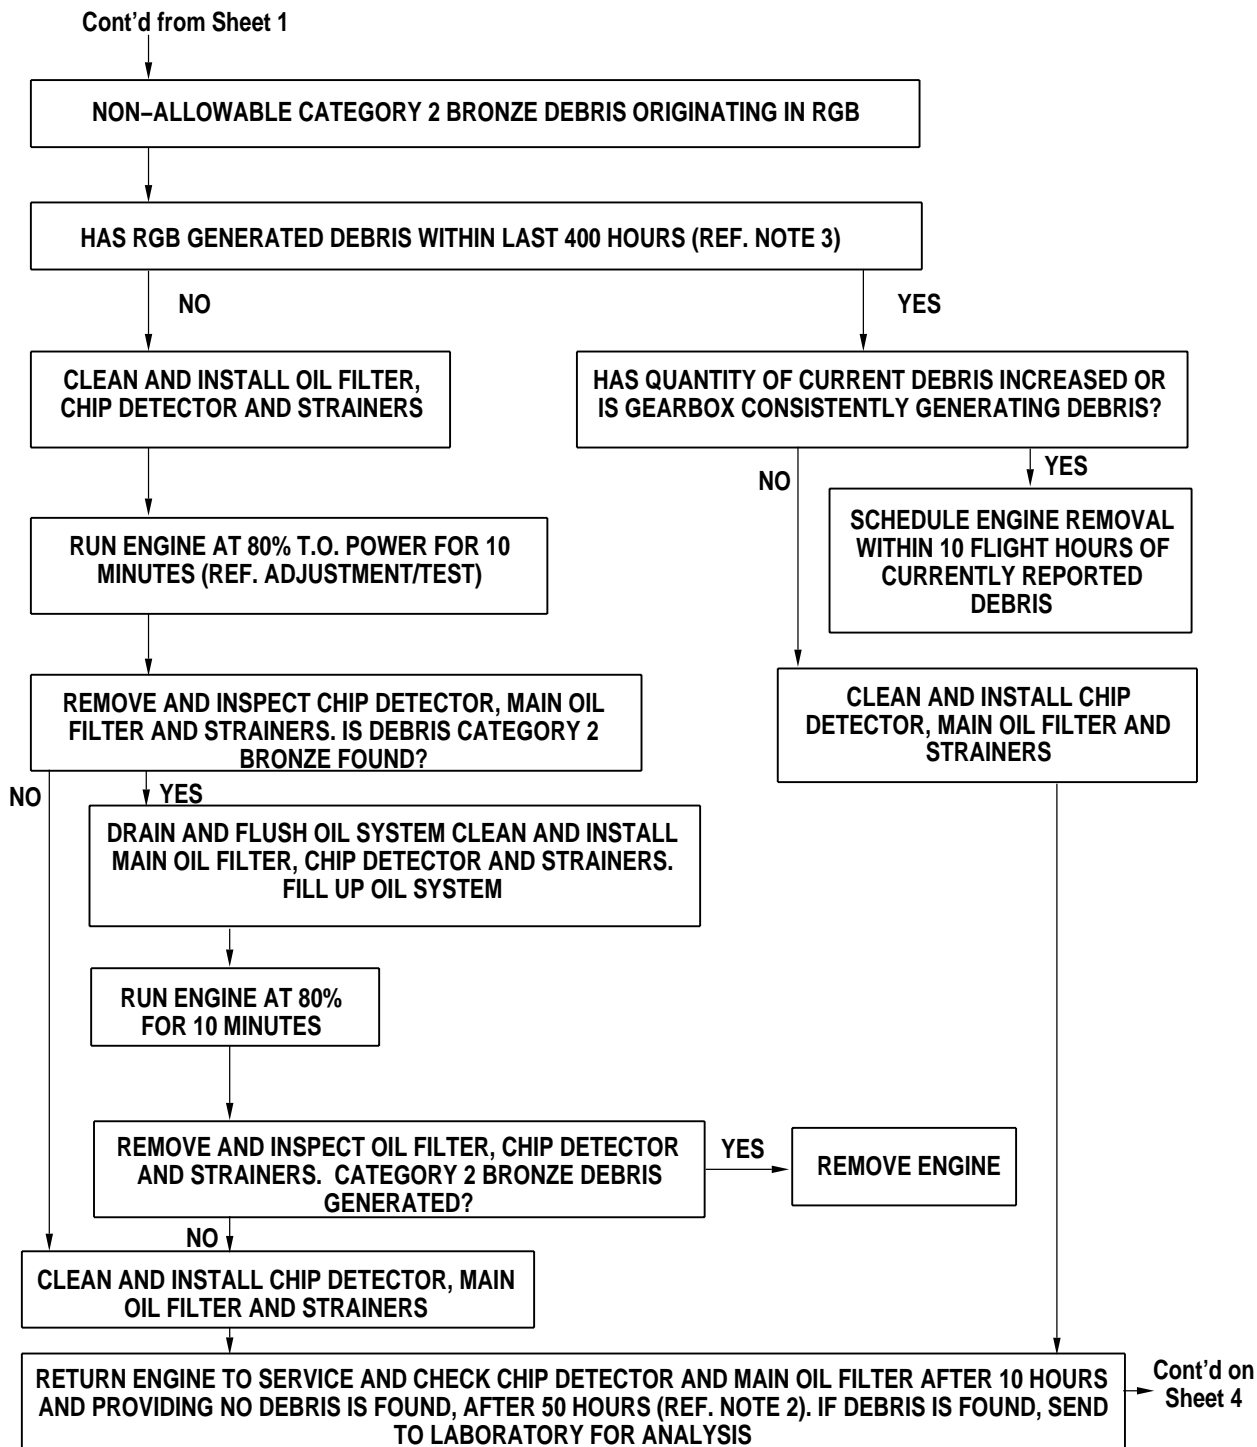 Cont’d from Sheet 1
NON–ALLOWABLE CATEGORY 2 BRONZE DEBRIS ORIGINATING IN RGB
HAS RGB GENERATED DEBRIS WITHIN LAST 400 HOURS (REF. NOTE 3)
NO
YES
CLEAN AND INSTALL OIL FILTER,
CHIP DETECTOR AND STRAINERS
HAS QUANTITY OF CURRENT DEBRIS INCREASED OR
IS GEARBOX CONSISTENTLY GENERATING DEBRIS?
NO
YES
SCHEDULE ENGINE REMOVAL
WITHIN 10 FLIGHT HOURS OF
CURRENTLY REPORTED
DEBRIS
RUN ENGINE AT 80% T.O. POWER FOR 10
MINUTES (REF. ADJUSTMENT/TEST)
REMOVE AND INSPECT CHIP DETECTOR, MAIN OIL
FILTER AND STRAINERS. IS DEBRIS CATEGORY 2
BRONZE FOUND?
CLEAN AND INSTALL CHIP
DETECTOR, MAIN OIL FILTER AND
STRAINERS
NO
YES
DRAIN AND FLUSH OIL SYSTEM CLEAN AND INSTALL
MAIN OIL FILTER, CHIP DETECTOR AND STRAINERS.
FILL UP OIL SYSTEM
RUN ENGINE AT 80%
FOR 10 MINUTES
REMOVE AND INSPECT OIL FILTER, CHIP DETECTOR
AND STRAINERS. CATEGORY 2 BRONZE DEBRIS
GENERATED?
YES
REMOVE ENGINE
NO
CLEAN AND INSTALL CHIP DETECTOR, MAIN
OIL FILTER AND STRAINERS
RETURN ENGINE TO SERVICE AND CHECK CHIP DETECTOR AND MAIN OIL FILTER AFTER 10 HOURS
AND PROVIDING NO DEBRIS IS FOUND, AFTER 50 HOURS (REF. NOTE 2). IF DEBRIS IS FOUND, SEND
TO LABORATORY FOR ANALYSIS
Cont’d on
Sheet 4